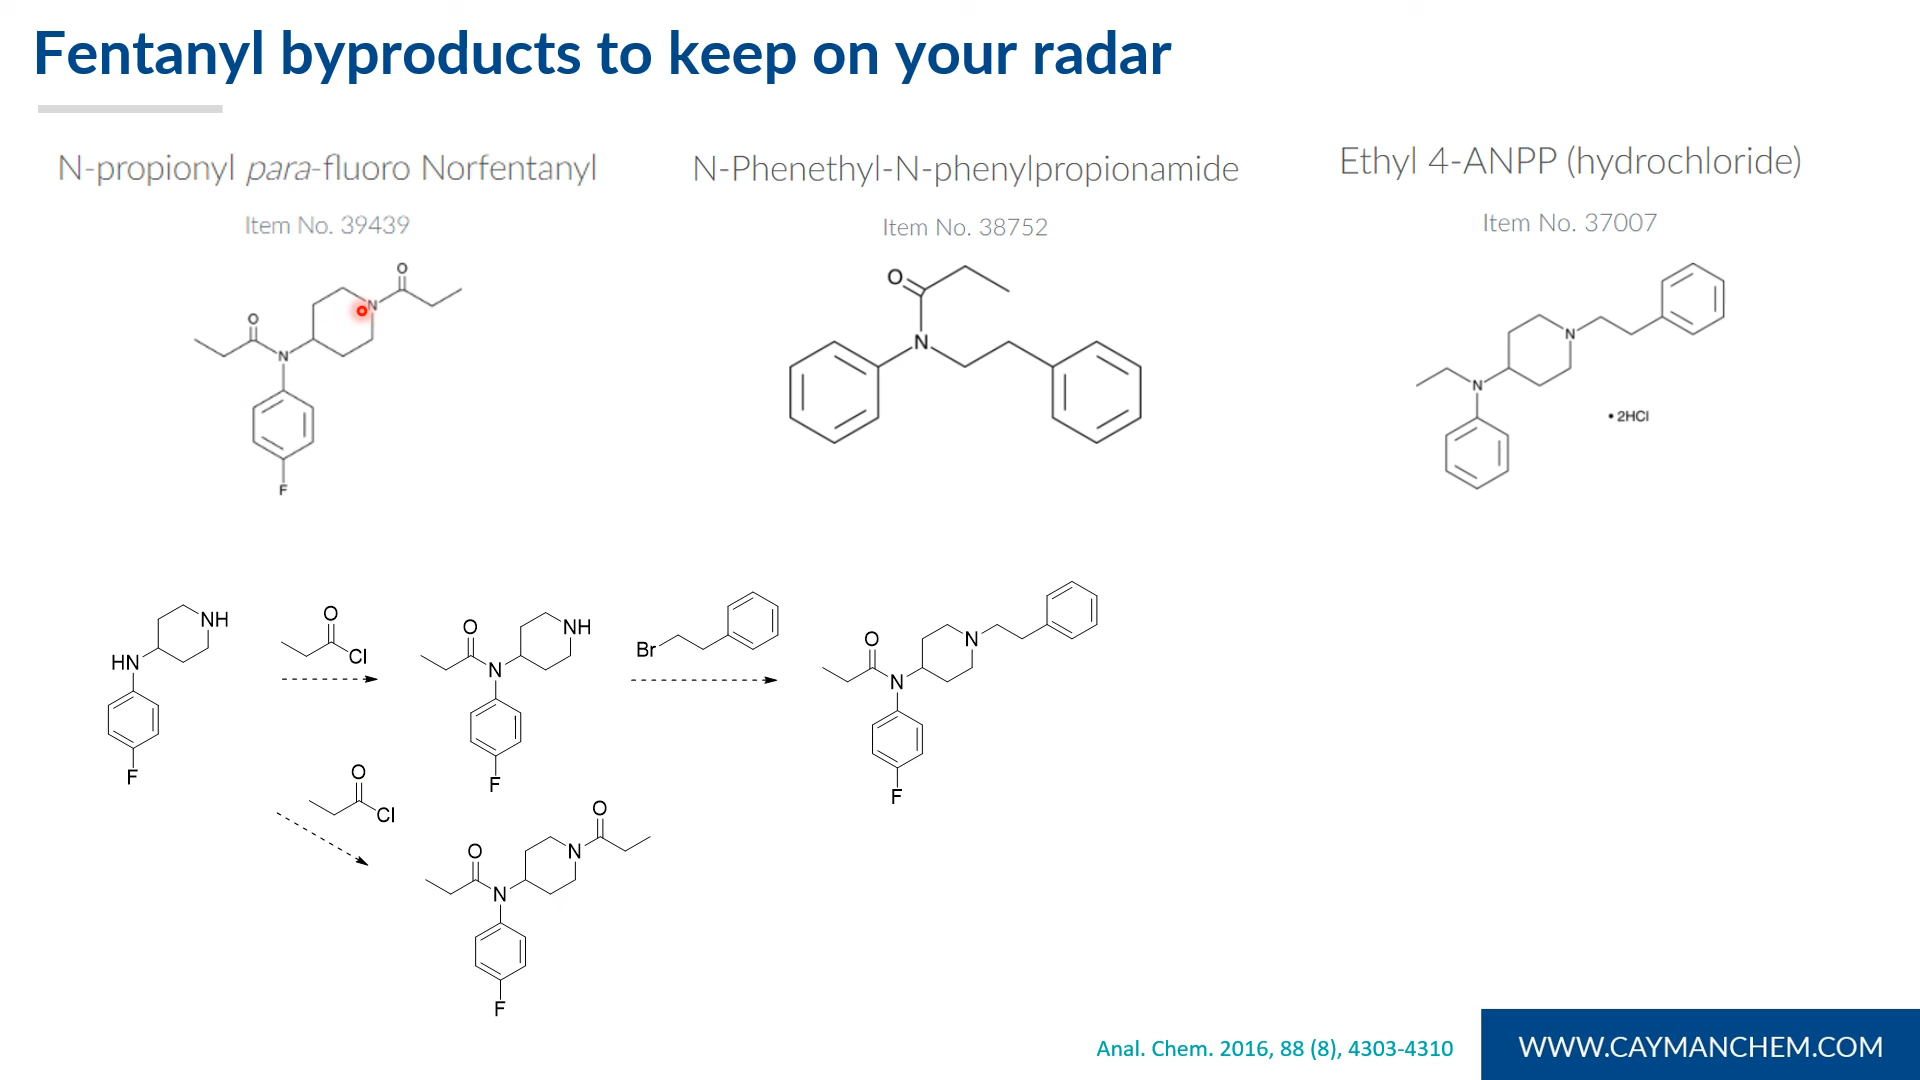 Fentanyl byproducts to keep on your radar
N-propionyl para-fluoro Norfentanyl
Item No. 39439
N-Phenethyl-N-phenylpropionamide
Item No. 38752
Ethyl 4-ANPP (hydrochloride)
Item No. 37007
O
N
O
N
F
O
N
N
N
• 2HCl
NH
HN
F
O
Cl
O
NH
N
F
Br
O
N
N
F
O
Cl
O
O
N
N
F
Anal. Chem. 2016, 88 (8), 4303-4310
WWW.CAYMANCHEM.COM